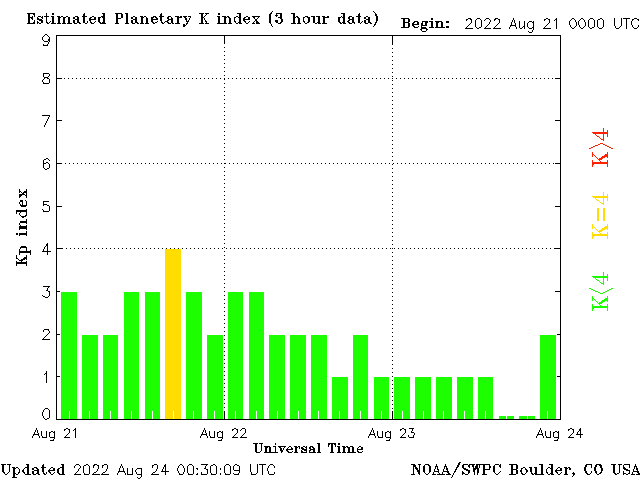 Estimated Planetary K index (3 hour data) Begin: 2022 Aug 21 0000 UTC
9
8
7
6
5
4
3
2
1
0
Kp index
K>4
K=4
K<4
Aug 21 Aug 22 Aug 23 Aug 24
Universal Time
Updated 2022 Aug 24 00:30:09 UTC NOAA/SWPC Boulder, CO USA